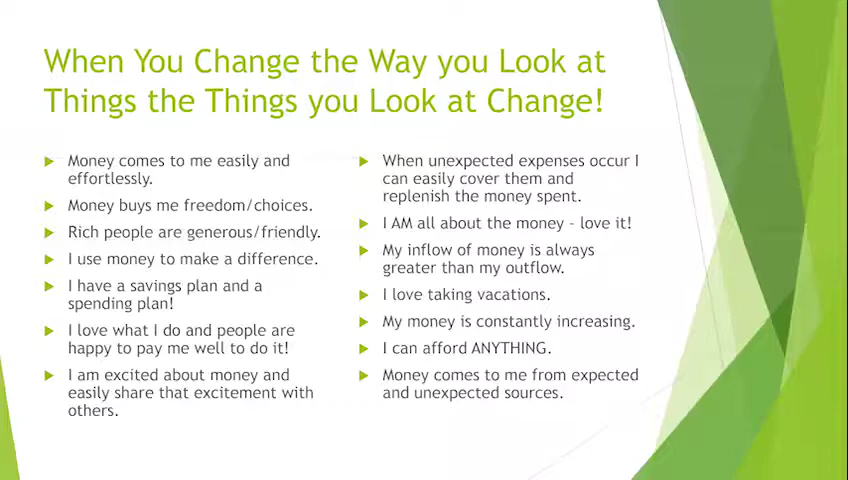 When You Change the Way you Look at
Things the Things you Look at Change!
Money comes to me easily and
effortlessly.
Money buys me freedom/choices.
Rich people are generous/friendly.
I use money to make a difference.
I have a savings plan and a
spending plan!
I love what I do and people are
happy to pay me well to do it!
I am excited about money and
easily share that excitement with
others.
When unexpected expenses occur I
can easily cover them and
replenish the money spent.
I AM all about the money – love it!
My inflow of money is always
greater than my outflow.
I love taking vacations.
My money is constantly increasing.
I can afford ANYTHING.
Money comes to me from expected
and unexpected sources.